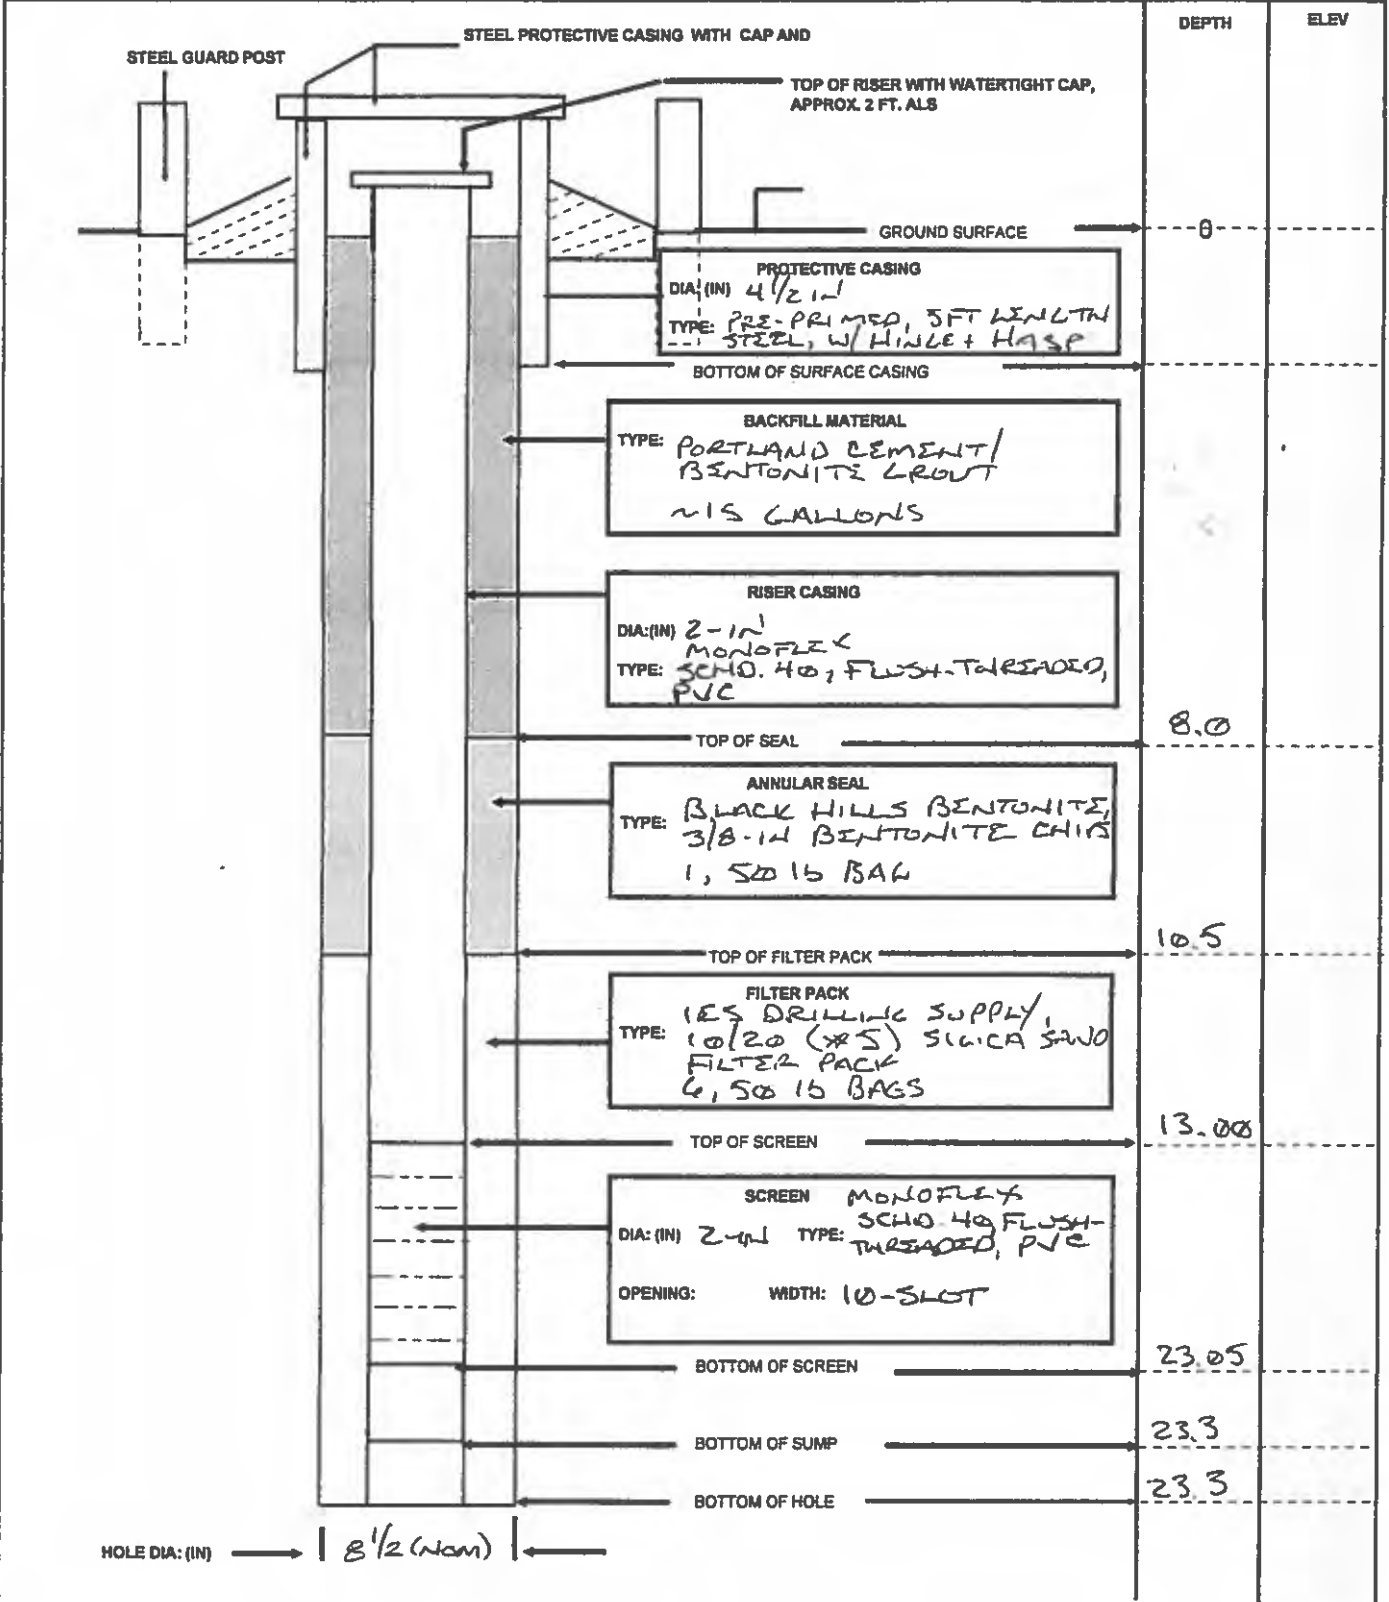 DEPTH
ELEV
STEEL GUARD POST
STEEL PROTECTIVE CASING WITH CAP AND
TOP OF RISER WITH WATERTIGHT CAP,
APPROX. 2 FT. ALS
GROUND SURFACE
0
PROTECTIVE CASING
DIA: (IN) 4 1/2 IN
TYPE: PRE-PRIMED, 5FT LENGTH
STEEL, W/ HINGE + HASP
BOTTOM OF SURFACE CASING
BACKFILL MATERIAL
TYPE: PORTLAND CEMENT/
BENTONITE GROUT
~15 GALLONS
RISER CASING
DIA:(IN) 2-IN
MONOFLEX
TYPE: SCHD. 40, FLUSH-THREADED,
PVC
TOP OF SEAL
8.0
ANNULAR SEAL
TYPE: BLACK HILLS BENTONITE,
3/8-IN BENTONITE CHIPS
1, 50 lb BAG
TOP OF FILTER PACK
10.5
FILTER PACK
IES DRILLING SUPPLY,
TYPE: 10/20 (#5) SILICA SAND
FILTER PACK
6, 50 lb BAGS
TOP OF SCREEN
13.00
SCREEN MONOFLEX
DIA: (IN) 2-IN TYPE: SCHD. 40, FLUSH-
THREADED, PVC
OPENING: WIDTH: 10-SLOT
BOTTOM OF SCREEN
23.05
BOTTOM OF SUMP
23.3
BOTTOM OF HOLE
23.3
HOLE DIA: (IN) 8 1/2 (NOM)